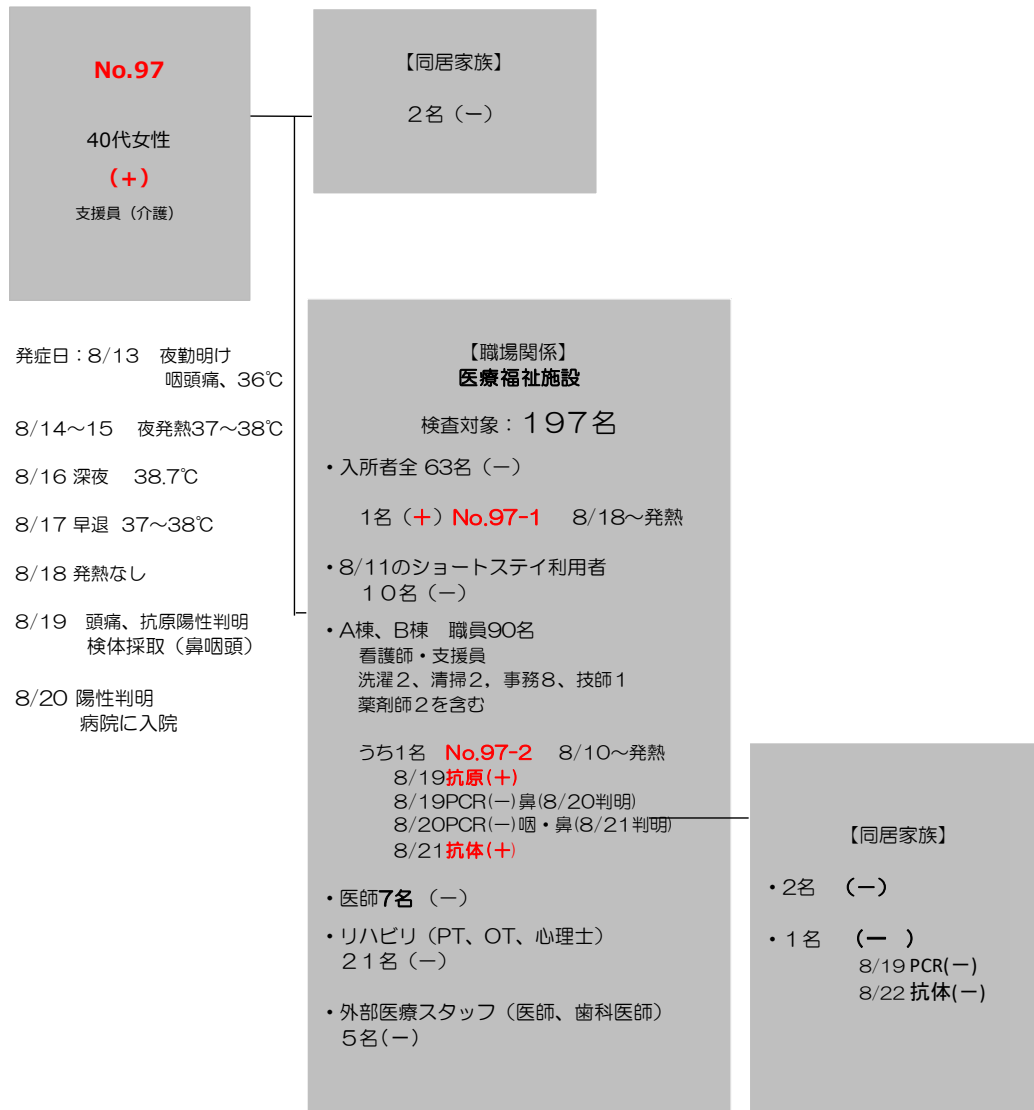 No.97
40代女性
（+）
支援員（介護）
【同居家族】
２名（ー）
発症日：8/13　夜勤明け
咽頭痛、36℃
8/14～15　夜発熱37～38℃
8/16 深夜　38.7℃
8/17 早退 37～38℃
8/18 発熱なし
8/19　頭痛、抗原陽性判明
検体採取（鼻咽頭）
8/20 陽性判明
病院に入院
【職場関係】
医療福祉施設
検査対象：１９７名
・入所者全 63名（ー）
1名（+）No.97-1　8/18～発熱
・8/11のショートステイ利用者
１０名（ー）
・A棟、B棟　職員90名
看護師・支援員
洗濯２、清掃２，事務８、技師１
薬剤師２を含む
うち1名　No.97-2　8/10～発熱
8/19抗原(+)
8/19PCR(ー)鼻(8/20判明)
8/20PCR(ー)咽・鼻(8/21判明)
8/21抗体(+)
・医師7名（ー）
・リハビリ（PT、OT、心理士）
２１名（ー）
・外部医療スタッフ（医師、歯科医師）
５名(ー)
【同居家族】
・2名　（ー）
・１名　（ー ）
8/19 PCR(ー)
8/22 抗体(ー)